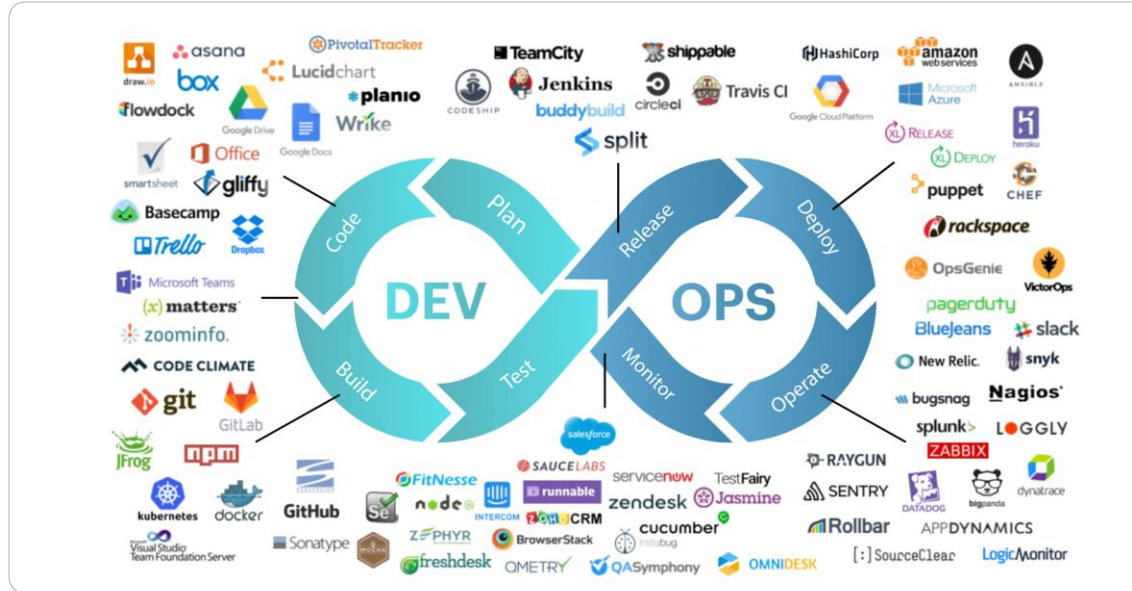 draw.io
asana
PivotalTracker
box
Lucidchart
flowdock
Google Drive
planio
Google Docs
Wrike
smartsheet
Office
gliffy
Basecamp
Trello
Dropbox
Microsoft Teams
(x) matters
zoominfo.
CODE CLIMATE
git
GitLab
JFrog
npm
kubernetes
docker
GitHub
Visual Studio
Team Foundation Server
Sonatype
TeamCity
shippable
CODESHIP
Jenkins
buddybuild
circleci
Travis CI
split
HashiCorp
amazon
webservices
ANSIBLE
Google Cloud Platform
Microsoft
Azure
XL RELEASE
heroku
XL DEPLOY
puppet
CHEF
rackspace
OpsGenie
VictorOps
pagerduty
BlueJeans
slack
New Relic.
snyk
bugsnag
Nagios®
splunk>
LOGGLY
ZABBIX
RAYGUN
SENTRY
DATADOG
bigpanda
dynatrace
Rollbar
APPDYNAMICS
[:]SourceClear
LogicMonitor
Code
Plan
Build
Test
DEV
Release
Deploy
Monitor
Operate
OPS
salesforce
FitNesse
SAUCELABS
servicenow
TestFairy
Se
node
INTERCOM
runnable
zendesk
Jasmine
ZOHO CRM
cucumber
MOCHA
ZEPHYR
BrowserStack
instabug
freshdesk
QMETRY
QASymphony
OMNIDESK